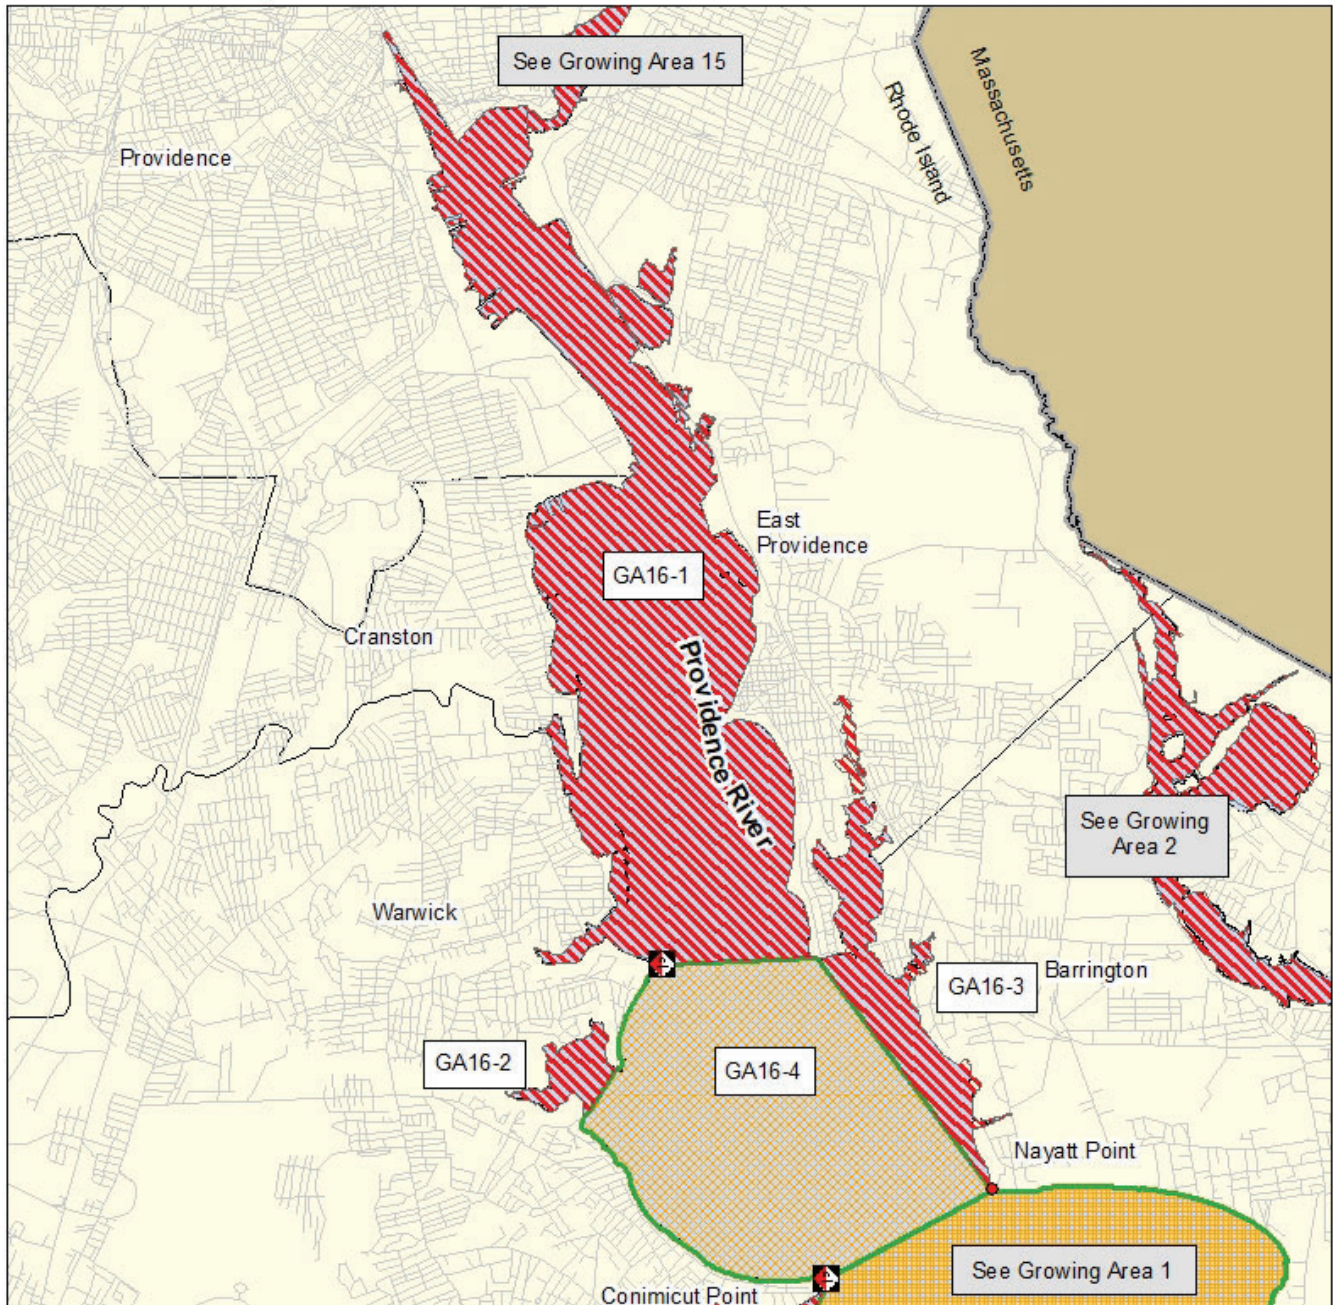 See Growing Area 15
Massachusetts
Rhode Island
Providence
East
Providence
GA16-1
Cranston
Providence River
See Growing
Area 2
Warwick
Barrington
GA16-3
GA16-2
GA16-4
Nayatt Point
See Growing Area 1
Conimicut Point